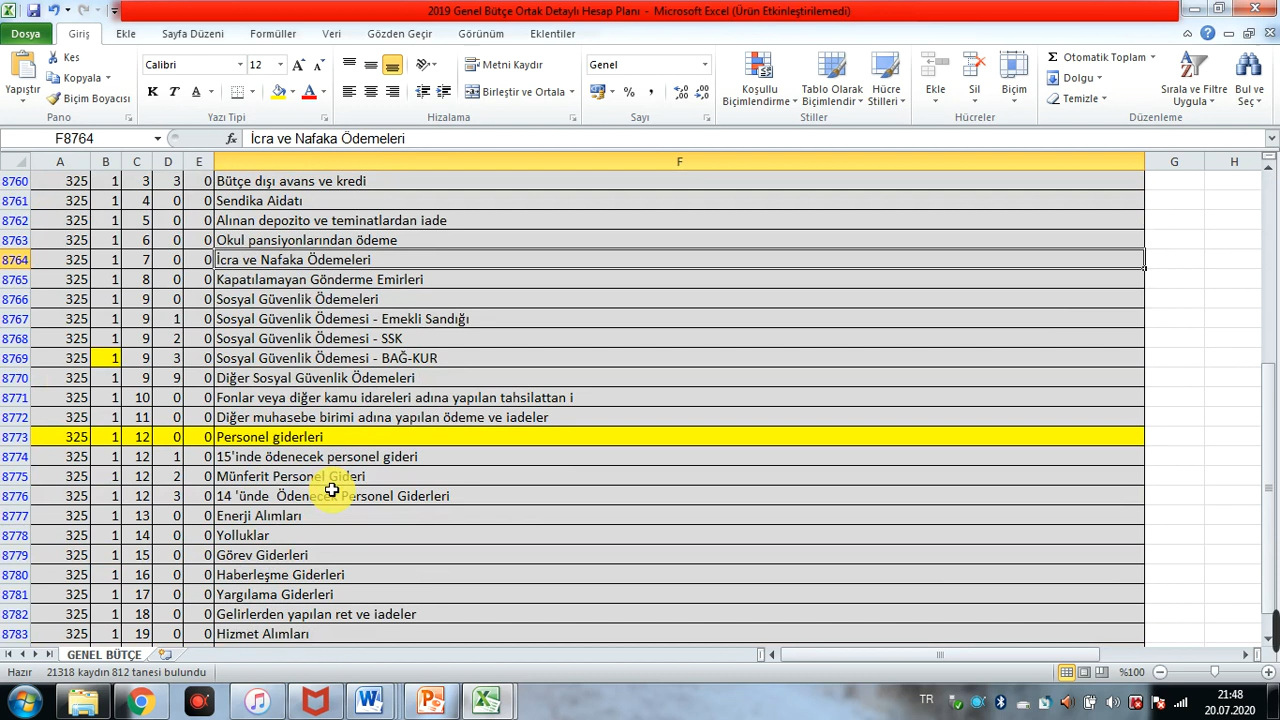 2019 Genel Bütçe Ortak Detaylı Hesap Planı - Microsoft Excel (Ürün Etkinleştirilemedi)
Dosya Giriş Ekle Sayfa Düzeni Formüller Veri Gözden Geçir Görünüm Eklentiler
Yapıştır
Kes
Kopyala
Biçim Boyacısı
Pano
Calibri 12
K T A
Yazı Tipi
Metni Kaydır
Birleştir ve Ortala
Hizalama
Genel
Sayı
Koşullu Biçimlendirme
Tablo Olarak Biçimlendir
Hücre Stilleri
Stiller
Ekle Sil Biçim
Hücreler
Otomatik Toplam
Dolgu
Temizle
Sırala ve Filtre Uygula
Bul ve Seç
Düzenleme
F8764 fx İcra ve Nafaka Ödemeleri
A B C D E F G H
8760 325 1 3 3 0 Bütçe dışı avans ve kredi
8761 325 1 4 0 0 Sendika Aidatı
8762 325 1 5 0 0 Alınan depozito ve teminatlardan iade
8763 325 1 6 0 0 Okul pansiyonlarından ödeme
8764 325 1 7 0 0 İcra ve Nafaka Ödemeleri
8765 325 1 8 0 0 Kapatılamayan Gönderme Emirleri
8766 325 1 9 0 0 Sosyal Güvenlik Ödemeleri
8767 325 1 9 1 0 Sosyal Güvenlik Ödemesi - Emekli Sandığı
8768 325 1 9 2 0 Sosyal Güvenlik Ödemesi - SSK
8769 325 1 9 3 0 Sosyal Güvenlik Ödemesi - BAĞ-KUR
8770 325 1 9 9 0 Diğer Sosyal Güvenlik Ödemeleri
8771 325 1 10 0 0 Fonlar veya diğer kamu idareleri adına yapılan tahsilattan i
8772 325 1 11 0 0 Diğer muhasebe birimi adına yapılan ödeme ve iadeler
8773 325 1 12 0 0 Personel giderleri
8774 325 1 12 1 0 15'inde ödenecek personel gideri
8775 325 1 12 2 0 Münferit Personel Gideri
8776 325 1 12 3 0 14 'ünde Ödenecek Personel Giderleri
8777 325 1 13 0 0 Enerji Alımları
8778 325 1 14 0 0 Yolluklar
8779 325 1 15 0 0 Görev Giderleri
8780 325 1 16 0 0 Haberleşme Giderleri
8781 325 1 17 0 0 Yargılama Giderleri
8782 325 1 18 0 0 Gelirlerden yapılan ret ve iadeler
8783 325 1 19 0 0 Hizmet Alımları
GENEL BÜTÇE
Hazır 21318 kaydın 812 tanesi bulundu %100
TR 21:48
20.07.2020